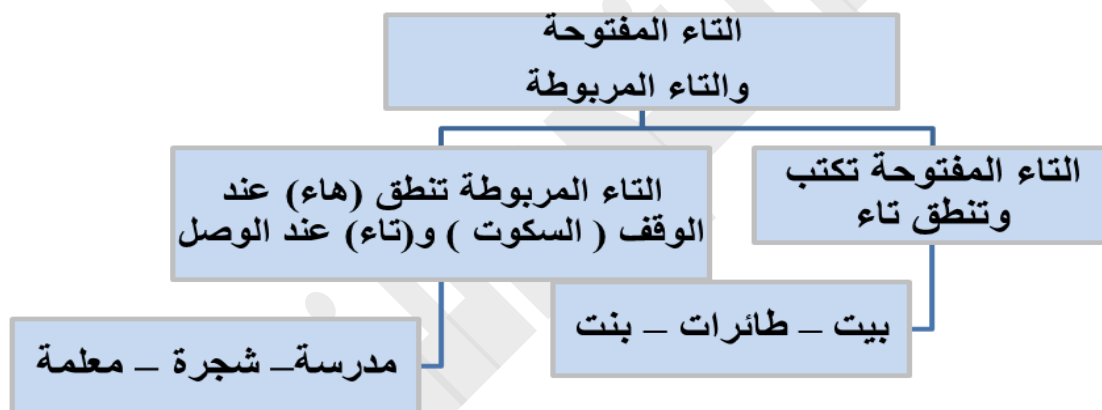 التاء المفتوحة
والتاء المربوطة
التاء المفتوحة تكتب
وتنطق تاء
بيت – طائرات – بنت
التاء المربوطة تنطق (هاء) عند
الوقف ( السكوت ) و(تاء) عند الوصل
مدرسة– شجرة – معلمة